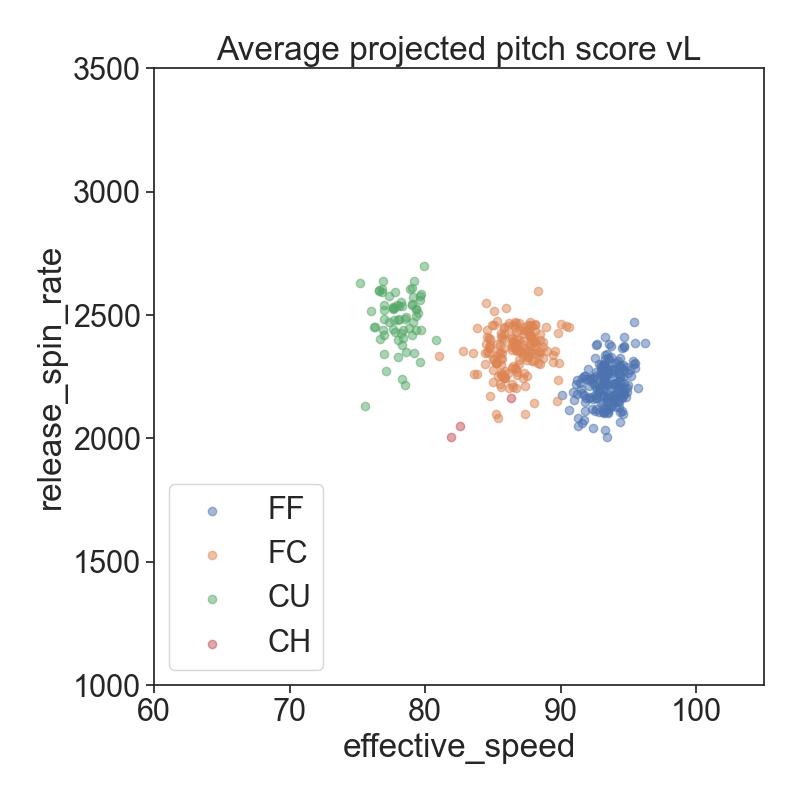 Average projected pitch score vL
3500
3000
2500
2000
1500
1000
release_spin_rate
FF
FC
CU
CH
60 70 80 90 100
effective_speed